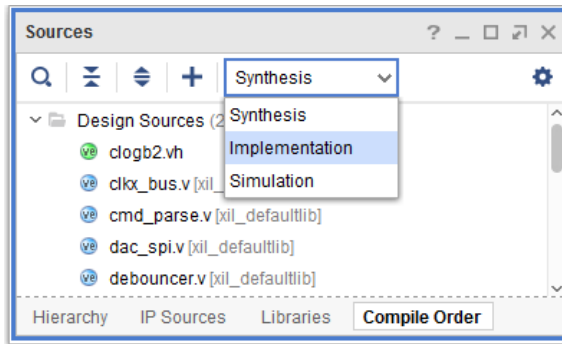 Sources
Synthesis
Synthesis
Implementation
Simulation
Design Sources (2
clogb2.vh
clkx_bus.v [xil_
cmd_parse.v [xil_defaultlib]
dac_spi.v [xil_defaultlib]
debouncer.v [xil_defaultlib]
Hierarchy IP Sources Libraries Compile Order